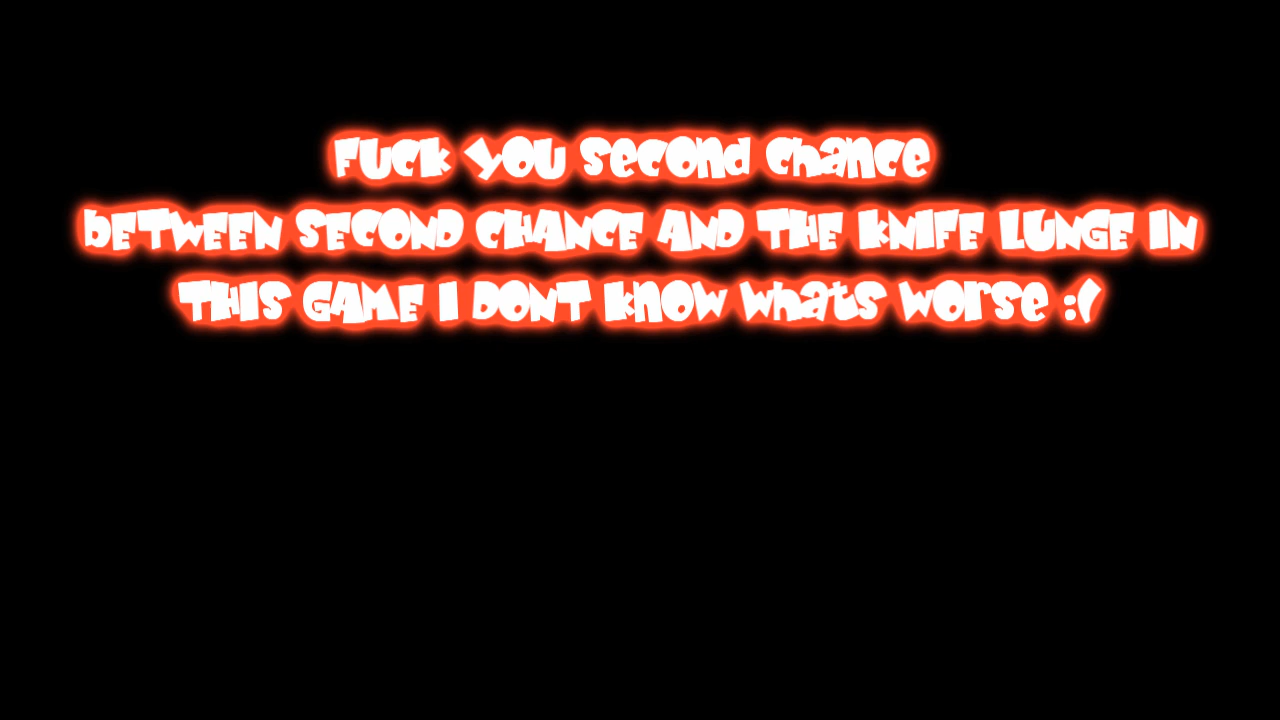 Fuck You Second Chance
BETWEEN SECOND CHANCE AND THE KNIFE LUNGE IN
THIS GAME I DONT know whats worse :(